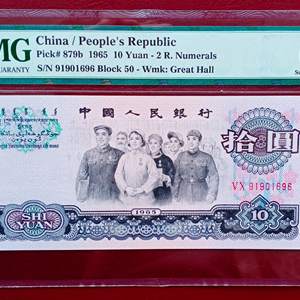 MG
GUARANTY
China / People's Republic
Pick# 879b 1965 10 Yuan - 2 R. Numerals
S/N 91901696 Block 50 - Wmk: Great Hall
中國人民銀行
拾圓
VX 91901696
SHI
YUAN
1965
10